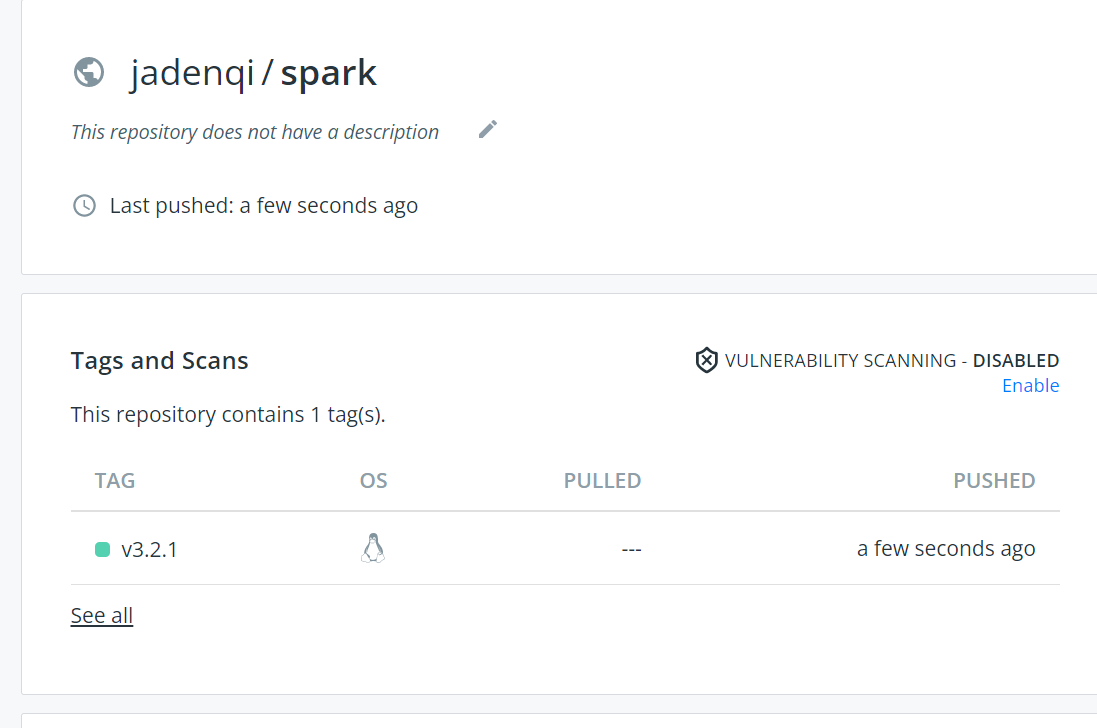 jadenqi / spark
This repository does not have a description
Last pushed: a few seconds ago
Tags and Scans
VULNERABILITY SCANNING - DISABLED
Enable
This repository contains 1 tag(s).
TAG OS PULLED PUSHED
v3.2.1 --- a few seconds ago
See all